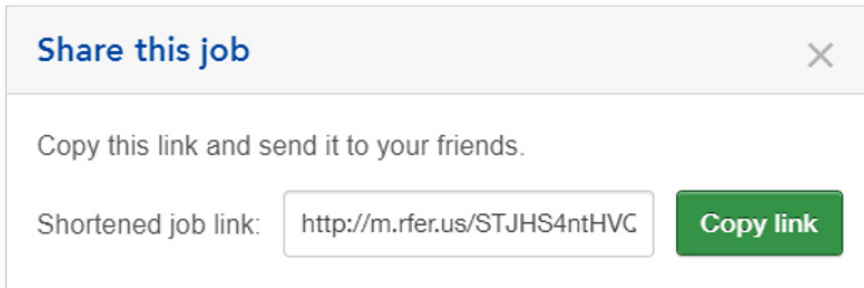 Share this job
Copy this link and send it to your friends.
Shortened job link: http://m.rfer.us/STJHS4ntHVC Copy link